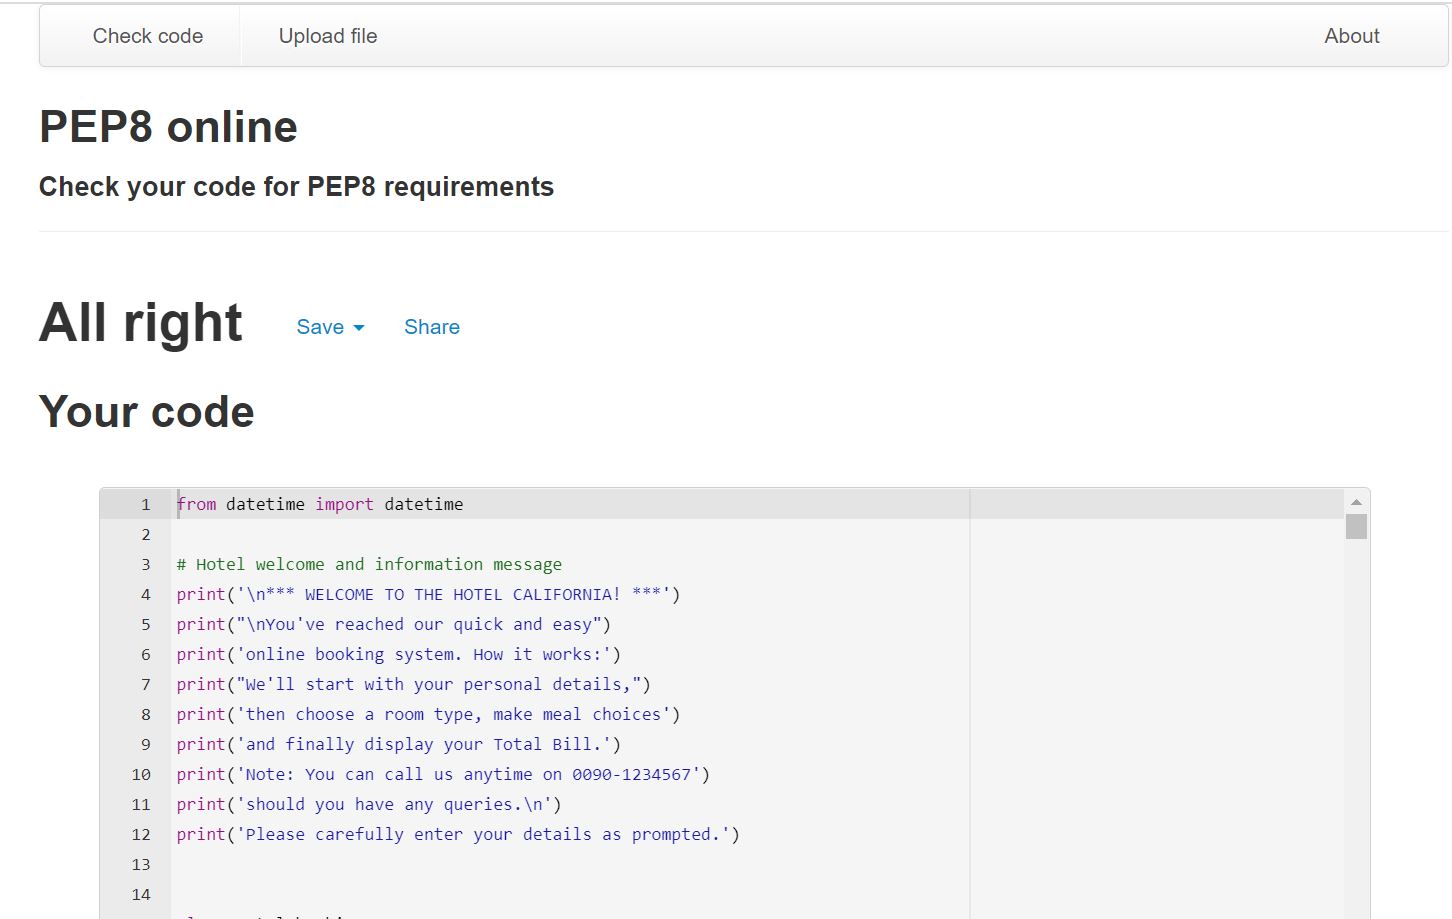 Check code
Upload file
About
PEP8 online
Check your code for PEP8 requirements
All right
Save
Share
Your code
1 from datetime import datetime
2
3 # Hotel welcome and information message
4 print('\n*** WELCOME TO THE HOTEL CALIFORNIA! ***')
5 print("\nYou've reached our quick and easy")
6 print('online booking system. How it works:')
7 print("We'll start with your personal details,")
8 print('then choose a room type, make meal choices')
9 print('and finally display your Total Bill.')
10 print('Note: You can call us anytime on 0090-1234567')
11 print('should you have any queries.\n')
12 print('Please carefully enter your details as prompted.')
13
14